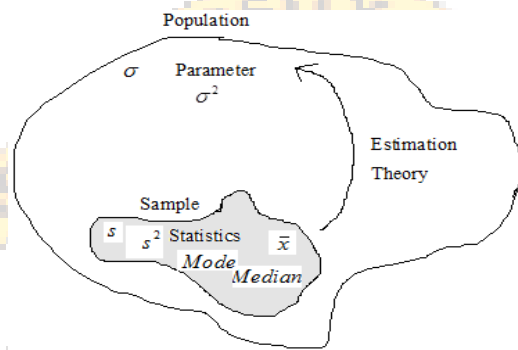 Population
σ Parameter
σ²
Estimation
Theory
Sample
s s² Statistics x̄
Mode
Median